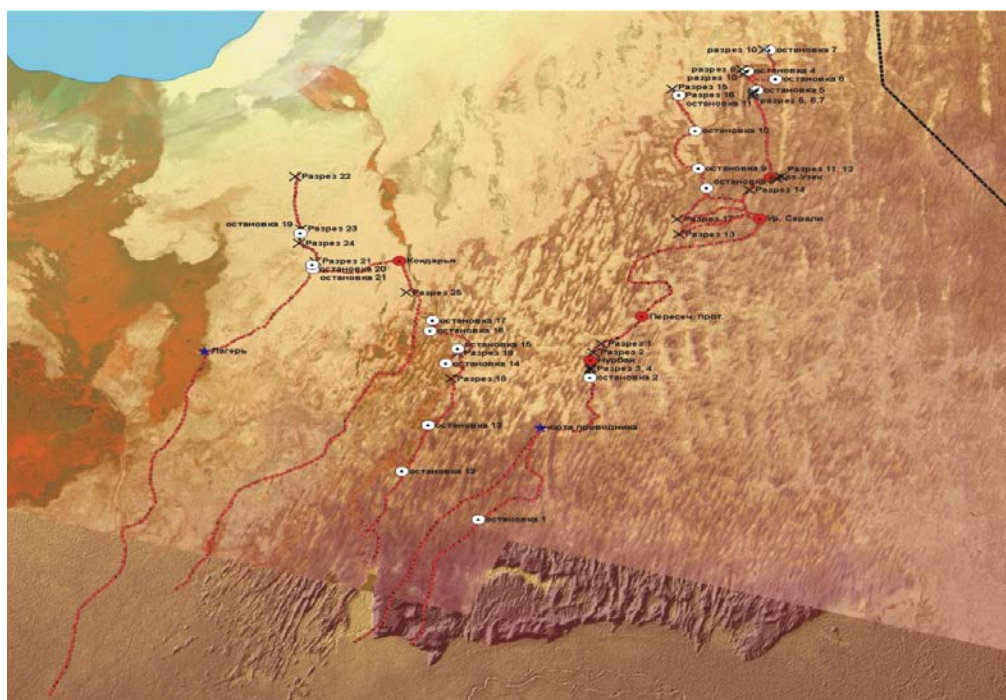 разрез 10
остановка 7
разрез 9
остановка 4
разрез 10
остановка 6
Разрез 15
остановка 5
Разрез 16
разрез 5, 6,7
остановка 11
остановка 10
остановка 9
Разрез 11, 12
Разрез 22
остановка
Разрез 14
Разрез 17
Ур. Серали
остановка 19
Разрез 23
Разрез 13
Разрез 24
Разрез 21
остановка 20
остановка 21
Кендерли
Разрез 25
остановка 17
Пересеч. прот.
остановка 16
Разрез 1
остановка 15
Разрез 2
Лагерь
Разрез 19
Нурбай
остановка 14
Разрез 3, 4
Разрез 18
остановка 2
остановка 13
юрта проводника
остановка 12
остановка 1